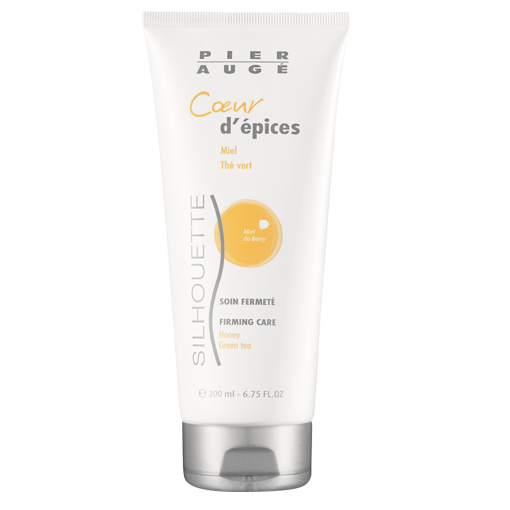 PIER
AUGÉ
Cœur
d'épices
Miel
Thé vert
SILHOUETTE
Miel
du Berry
SOIN FERMETÉ
FIRMING CARE
Honey
Green tea
℮ 200 ml - 6.75 FL.OZ